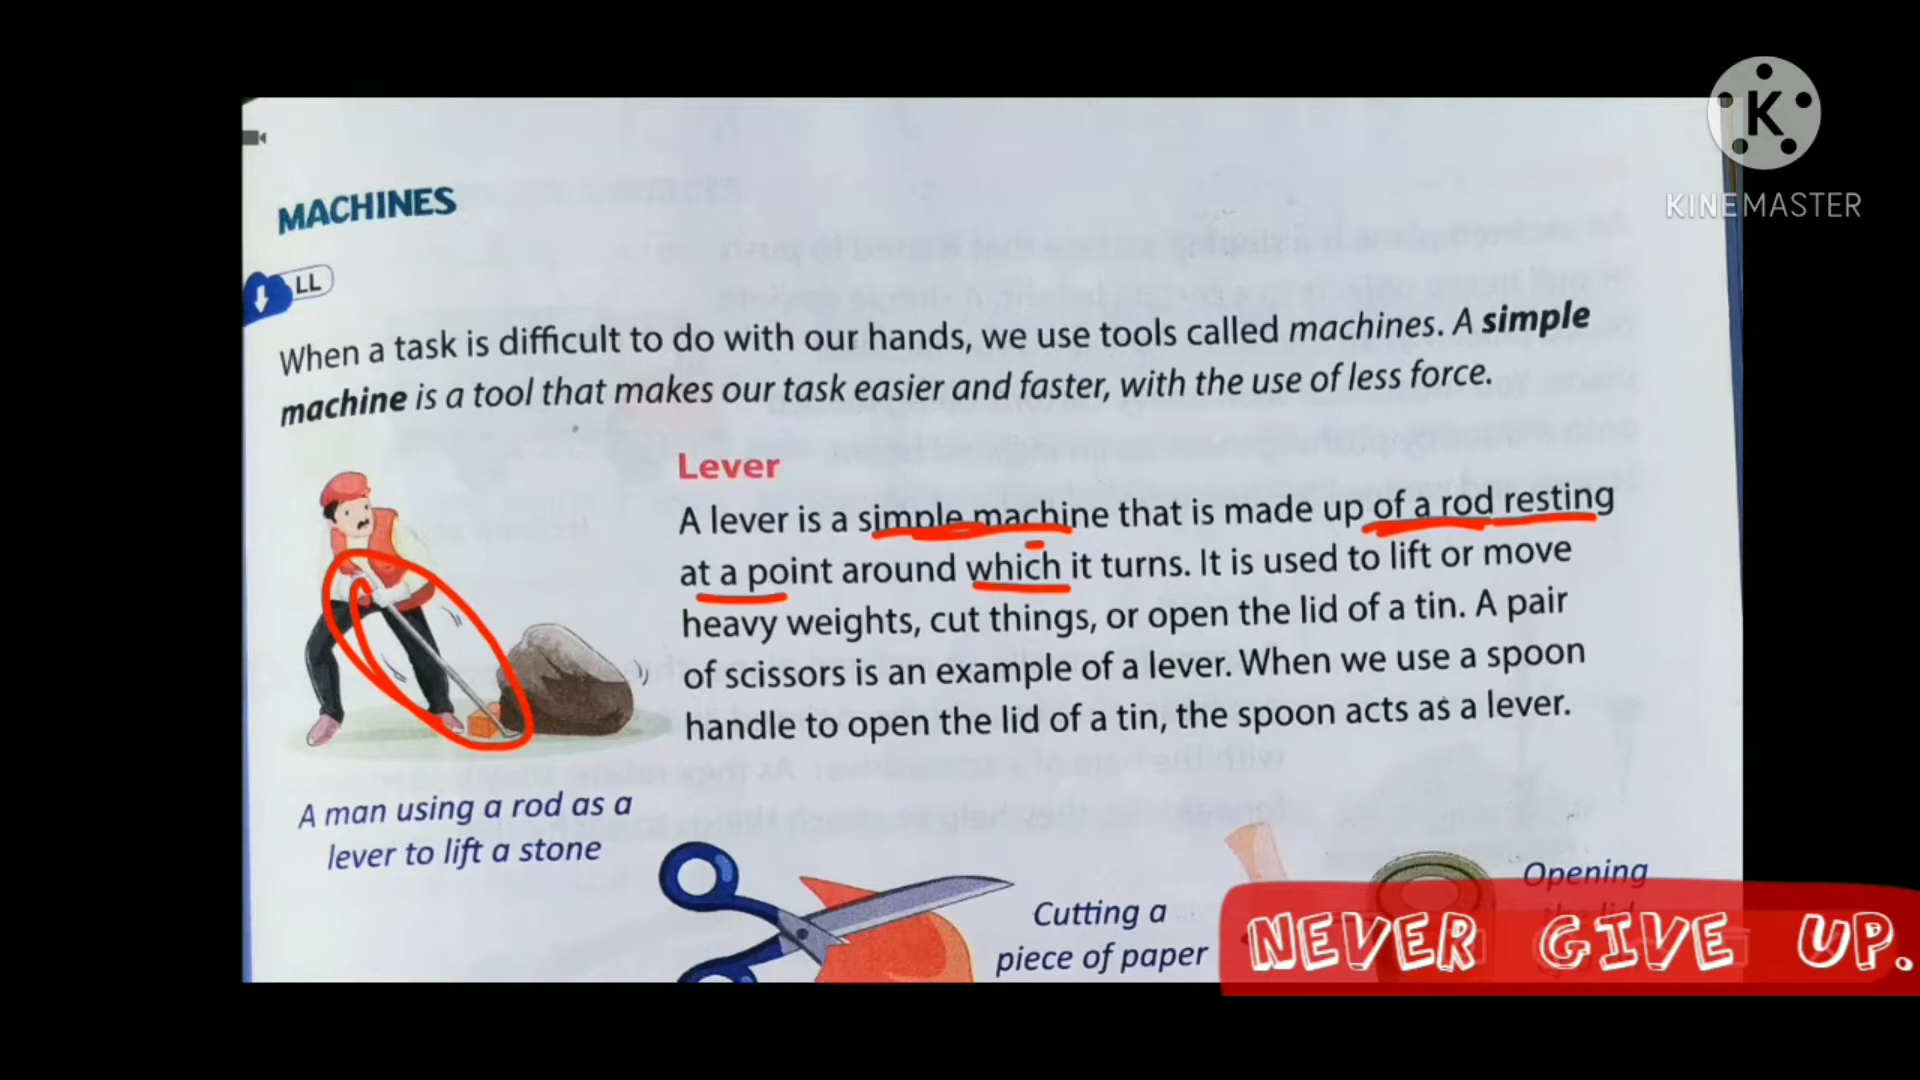 MACHINES
LL
When a task is difficult to do with our hands, we use tools called machines. A simple
machine is a tool that makes our task easier and faster, with the use of less force.
Lever
A lever is a simple machine that is made up of a rod resting
at a point around which it turns. It is used to lift or move
heavy weights, cut things, or open the lid of a tin. A pair
of scissors is an example of a lever. When we use a spoon
handle to open the lid of a tin, the spoon acts as a lever.
A man using a rod as a
lever to lift a stone
Cutting a
piece of paper
Opening
the lid
NEVER GIVE UP.
K
KINEMASTER